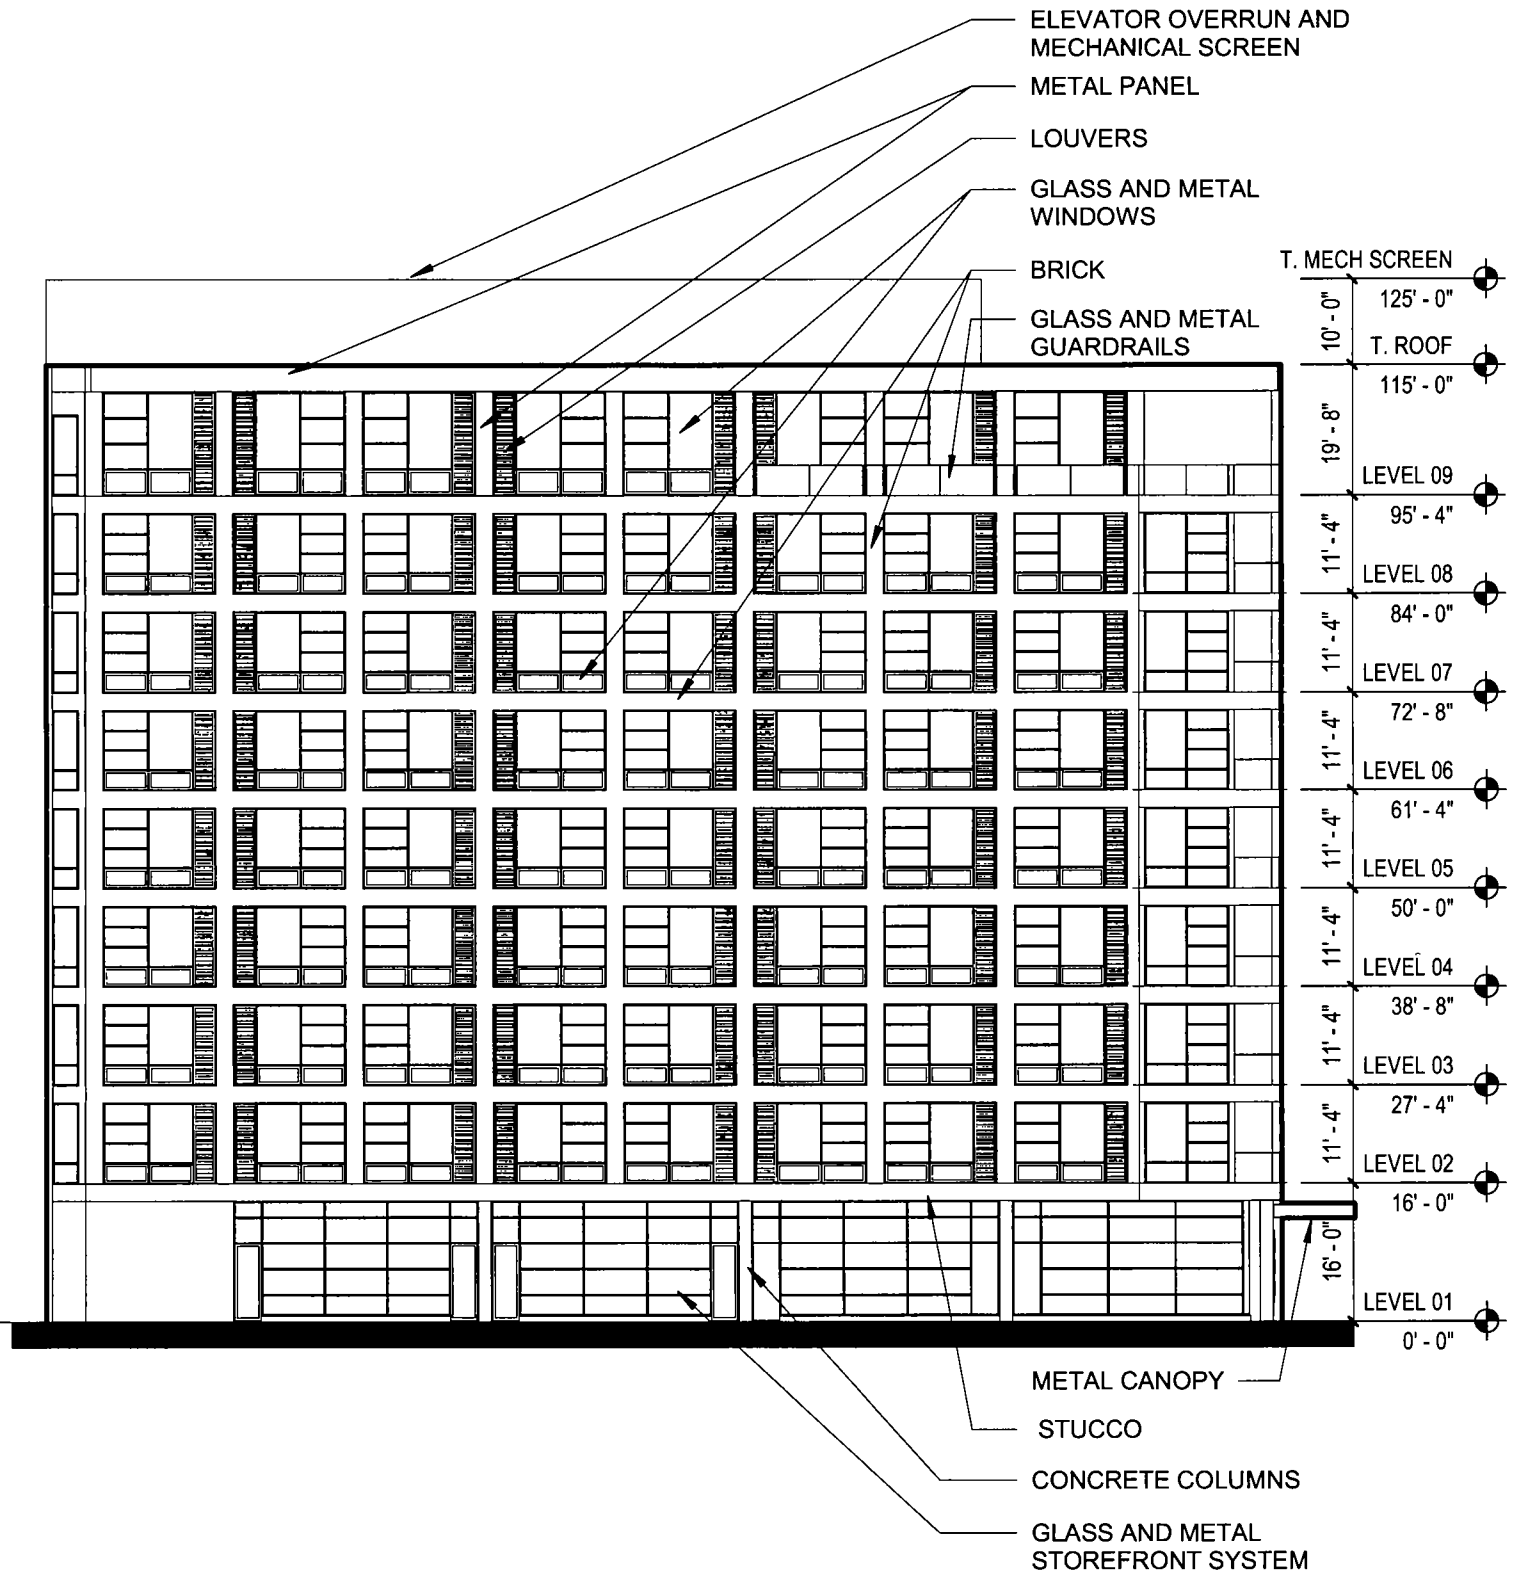 ELEVATOR OVERRUN AND
MECHANICAL SCREEN
METAL PANEL
LOUVERS
GLASS AND METAL
WINDOWS
BRICK
GLASS AND METAL
GUARDRAILS
T. MECH SCREEN
125' - 0"
10' - 0"
T. ROOF
115' - 0"
19' - 8"
LEVEL 09
95' - 4"
11' - 4"
LEVEL 08
84' - 0"
11' - 4"
LEVEL 07
72' - 8"
11' - 4"
LEVEL 06
61' - 4"
11' - 4"
LEVEL 05
50' - 0"
11' - 4"
LEVEL 04
38' - 8"
11' - 4"
LEVEL 03
27' - 4"
11' - 4"
LEVEL 02
16' - 0"
16' - 0"
LEVEL 01
0' - 0"
METAL CANOPY
STUCCO
CONCRETE COLUMNS
GLASS AND METAL
STOREFRONT SYSTEM